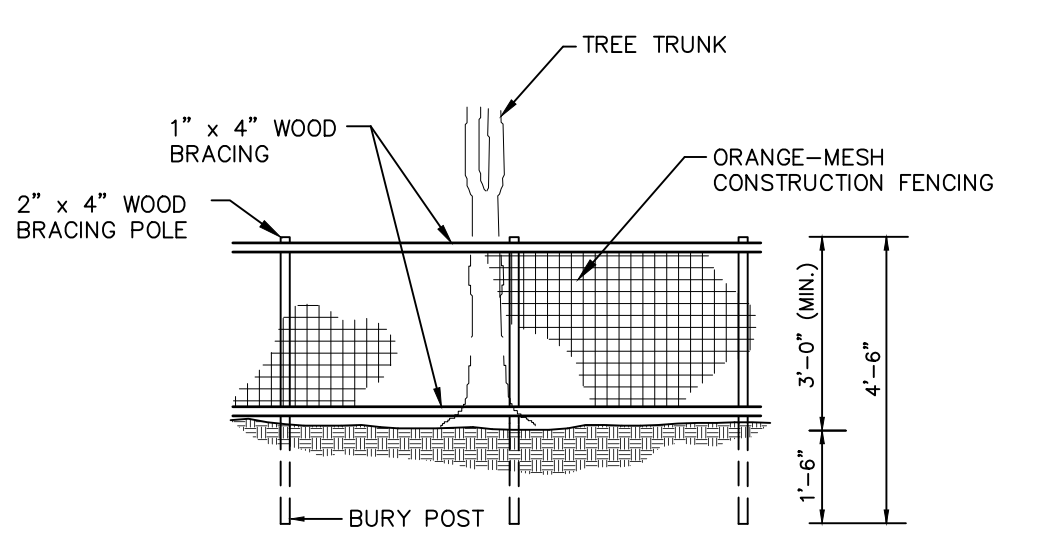 TREE TRUNK
1” x 4” WOOD
BRACING
ORANGE–MESH
CONSTRUCTION FENCING
2” x 4” WOOD
BRACING POLE
3’–0” (MIN.)
4’–6”
1’–6”
BURY POST